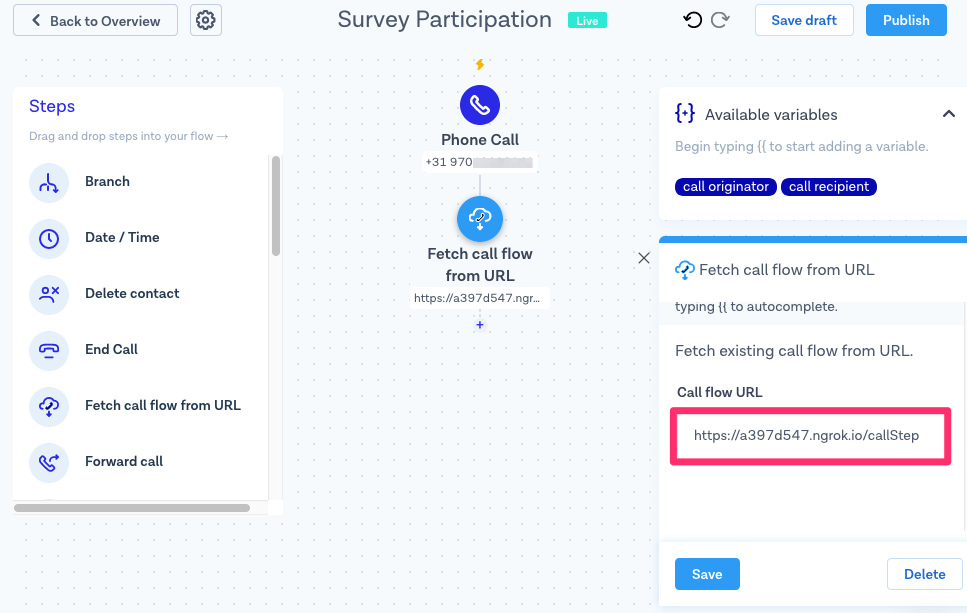 Back to Overview
Survey Participation
Live
Save draft
Publish
Steps
Drag and drop steps into your flow →
Branch
Date / Time
Delete contact
End Call
Fetch call flow from URL
Forward call
Phone Call
+31 970
Fetch call flow
from URL
https://a397d547.ngr...
+
{+} Available variables
Begin typing {{ to start adding a variable.
call originator
call recipient
Fetch call flow from URL
typing {{ to autocomplete.
Fetch existing call flow from URL.
Call flow URL
https://a397d547.ngrok.io/callStep
Save
Delete